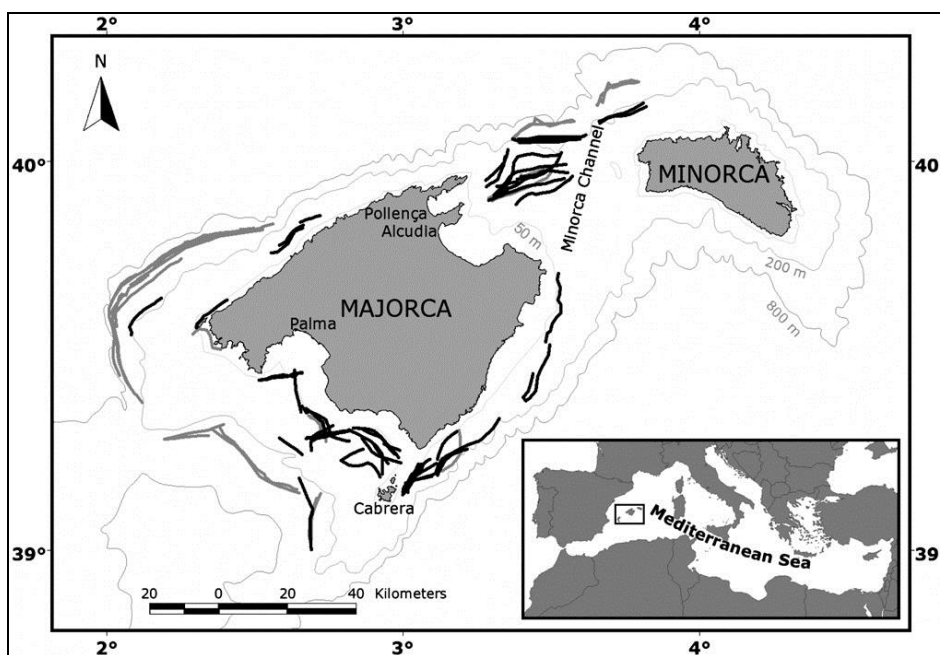 2° 3° 4°
N
40° 40°
MINORCA
Minorca Channel
Pollença
Alcudia
50 m
200 m
800 m
MAJORCA
Palma
Cabrera
Mediterranean Sea
39° 39°
20 0 20 40 Kilometers
2° 3° 4°